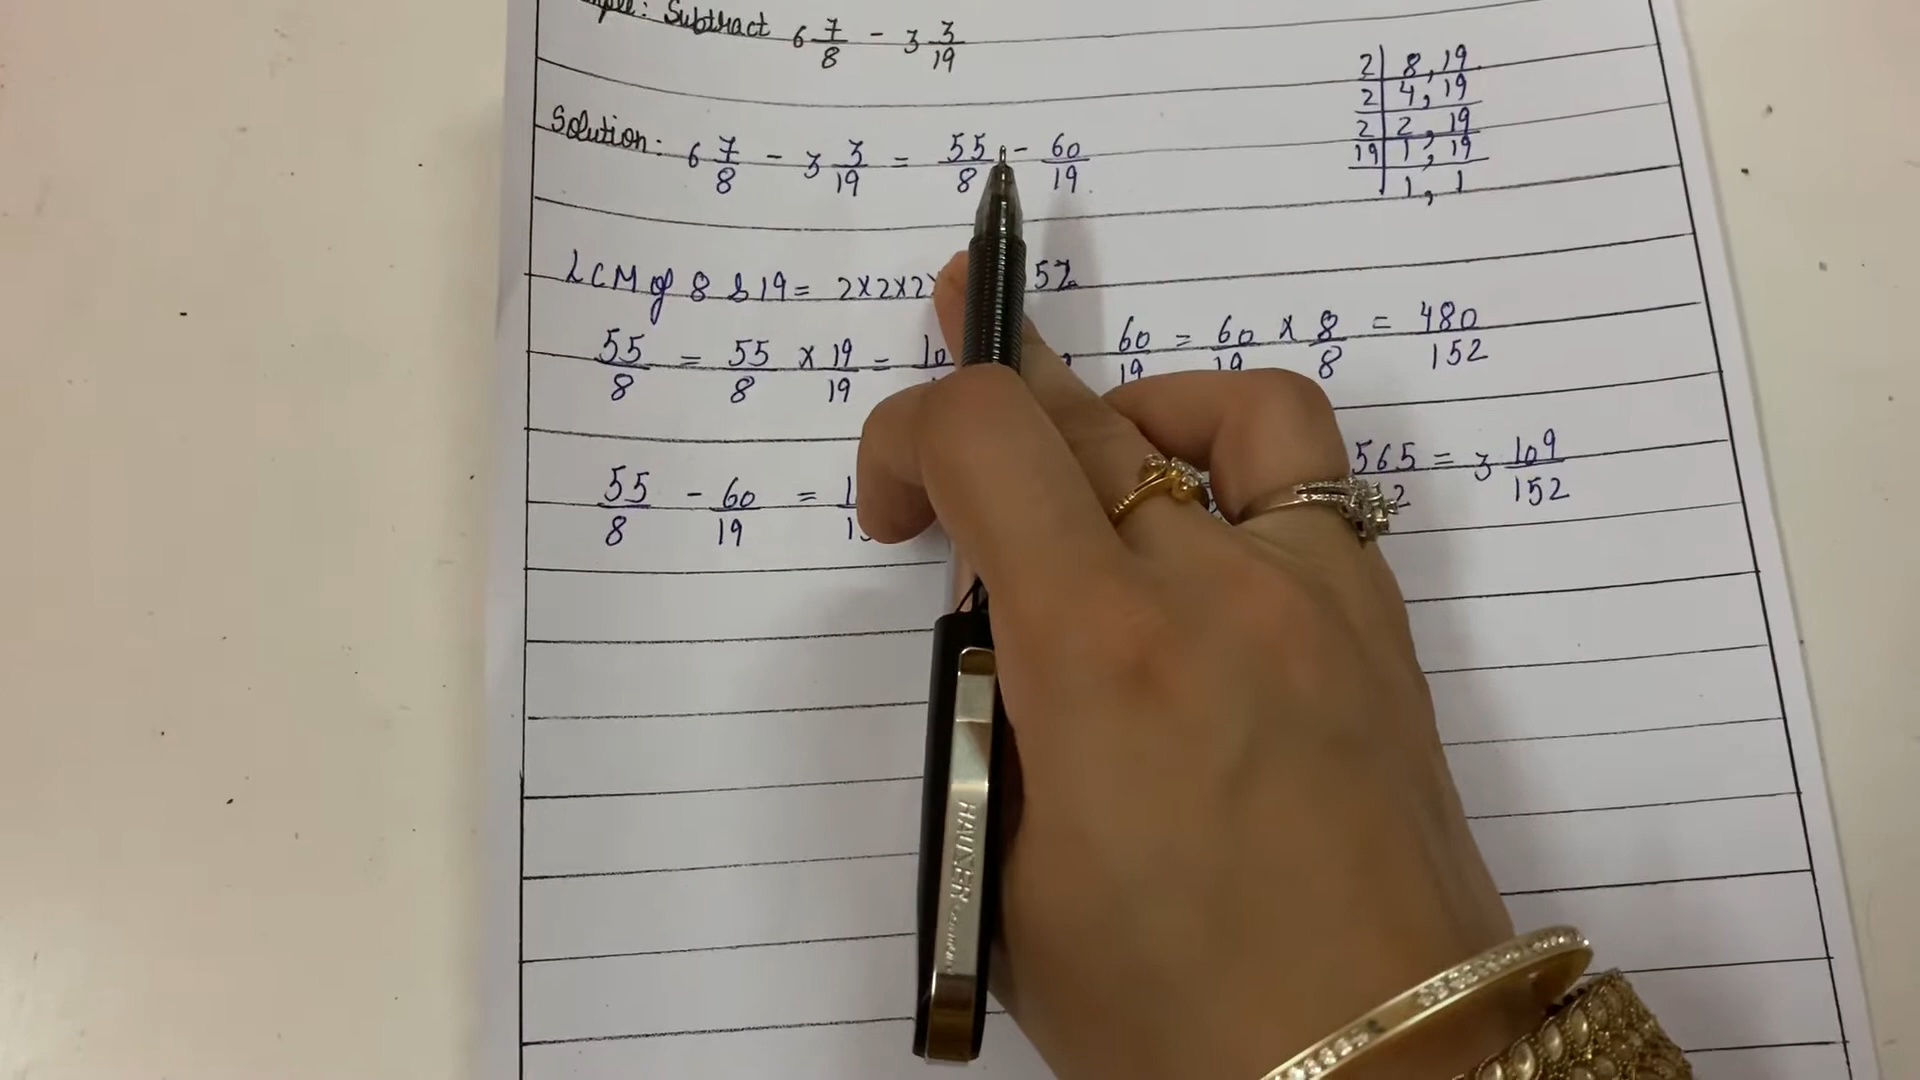 : Subtract 6 7/8 - 3 3/19
Solution: 6 7/8 - 3 3/19 = 55/8 - 60/19
2 | 8, 19
2 | 4, 19
2 | 2, 19
19 | 1, 19
1, 1
LCM of 8 & 19 = 2×2×2× 52
55/8 = 55/8 × 19/19 = 60/19 = 60/19 × 8/8 = 480/152
55/8 - 60/19 = 565 = 3 109/152
HAUSER